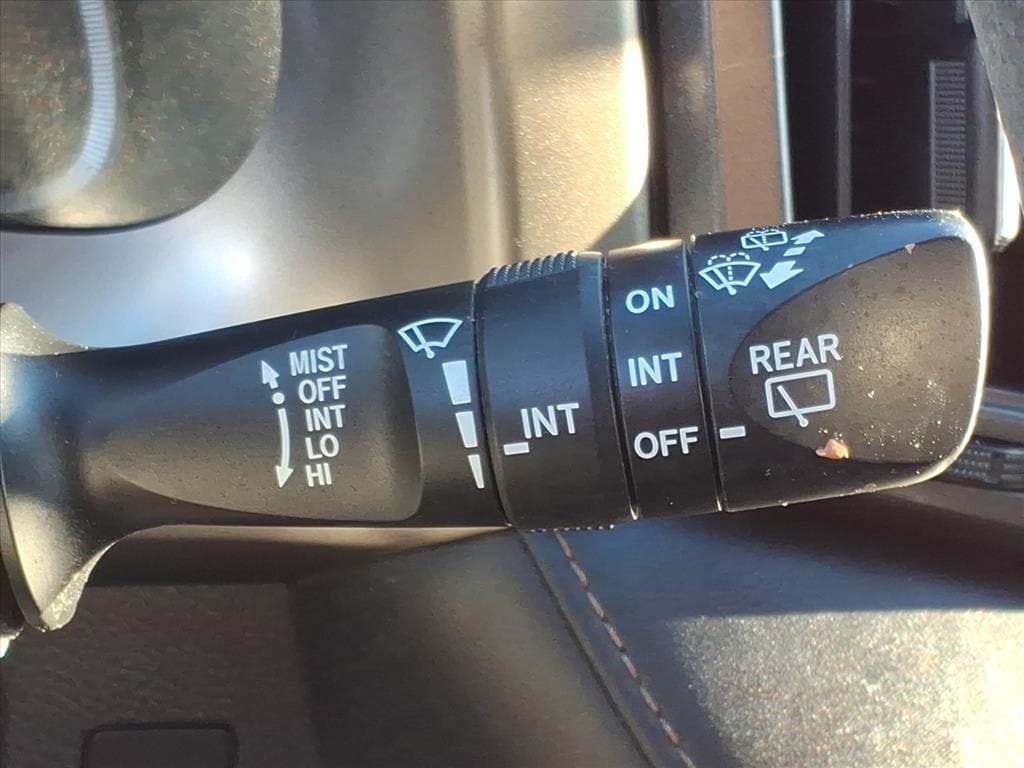 MIST
OFF
INT
LO
HI
INT
ON
INT
OFF
REAR